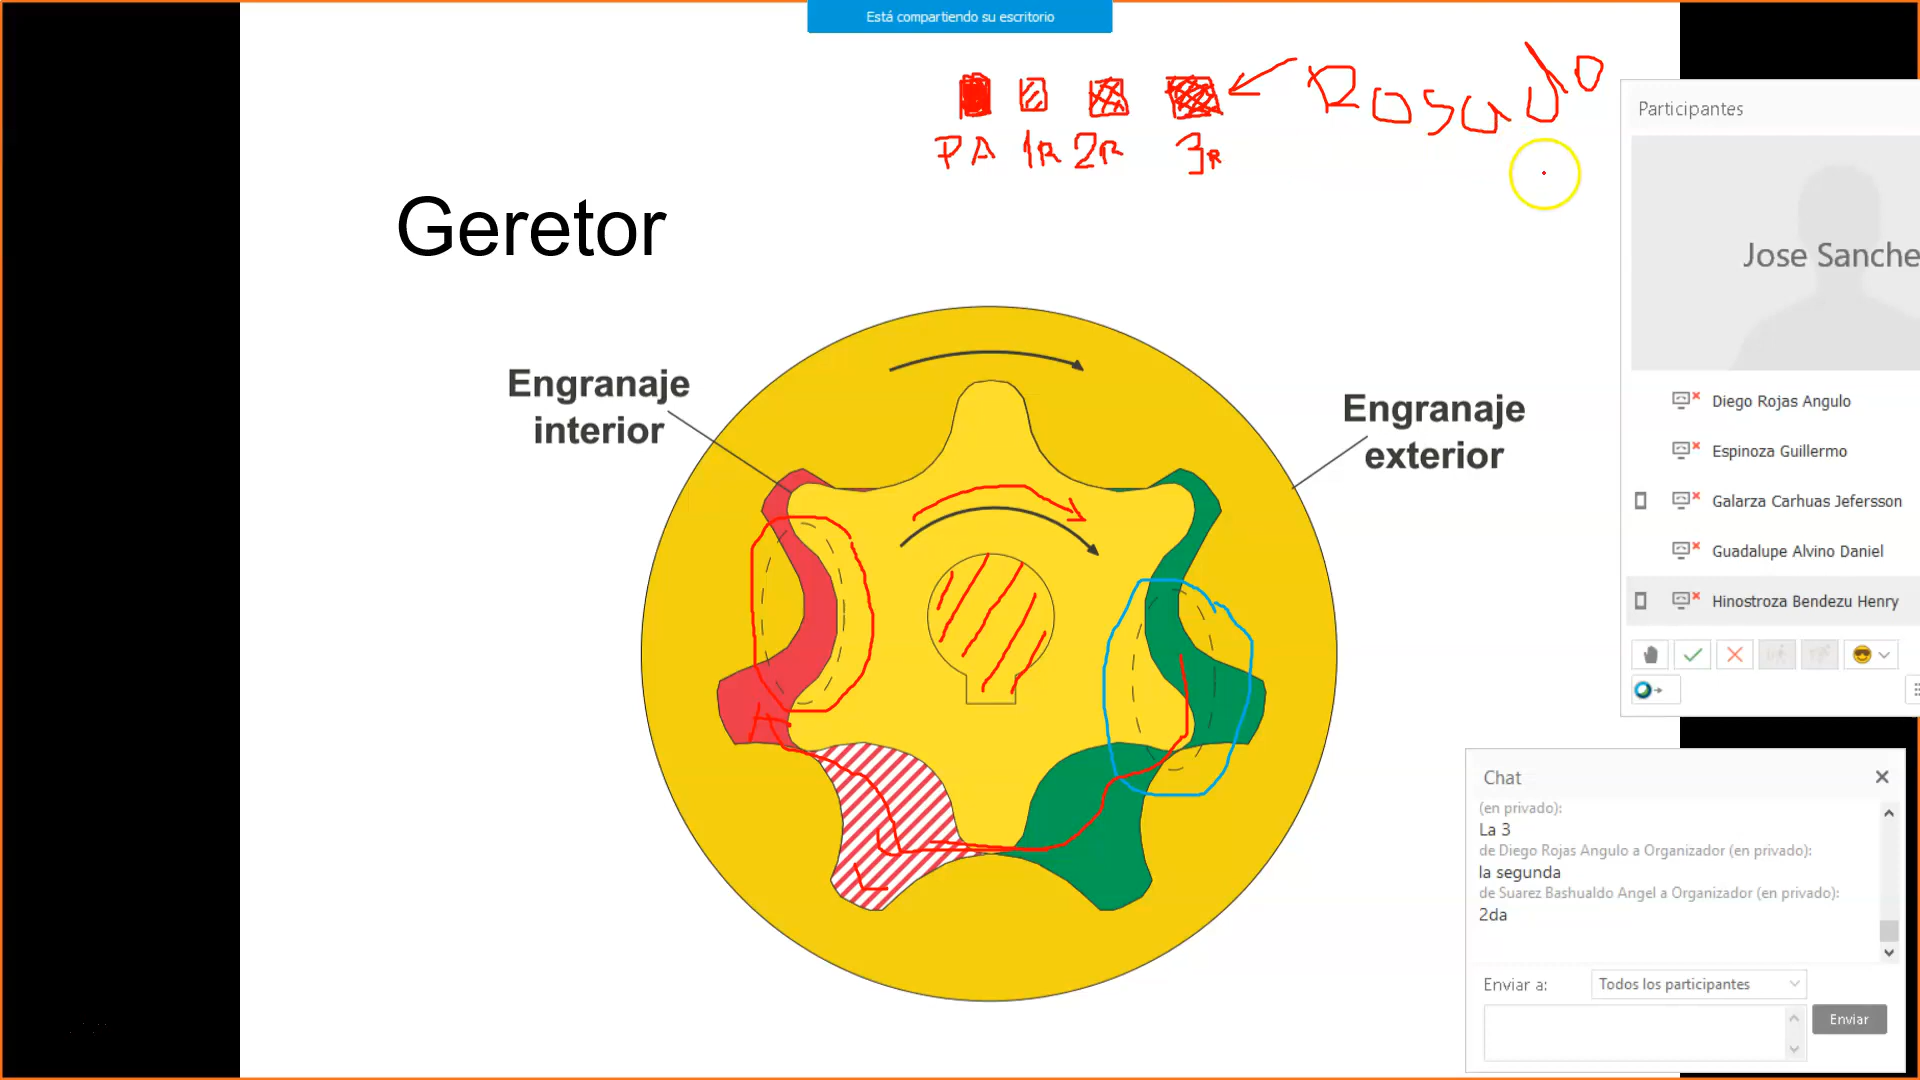 Está compartiendo su escritorio
Rosado
PA 1R 2R 3R
Geretor
Engranaje
interior
Engranaje
exterior
Participantes
Jose Sanche
Diego Rojas Angulo
Espinoza Guillermo
Galarza Carhuas Jefersson
Guadalupe Alvino Daniel
Hinostroza Bendezu Henry
Chat
(en privado):
La 3
de Diego Rojas Angulo a Organizador (en privado):
la segunda
de Suarez Bashualdo Angel a Organizador (en privado):
2da
Enviar a:
Todos los participantes
Enviar